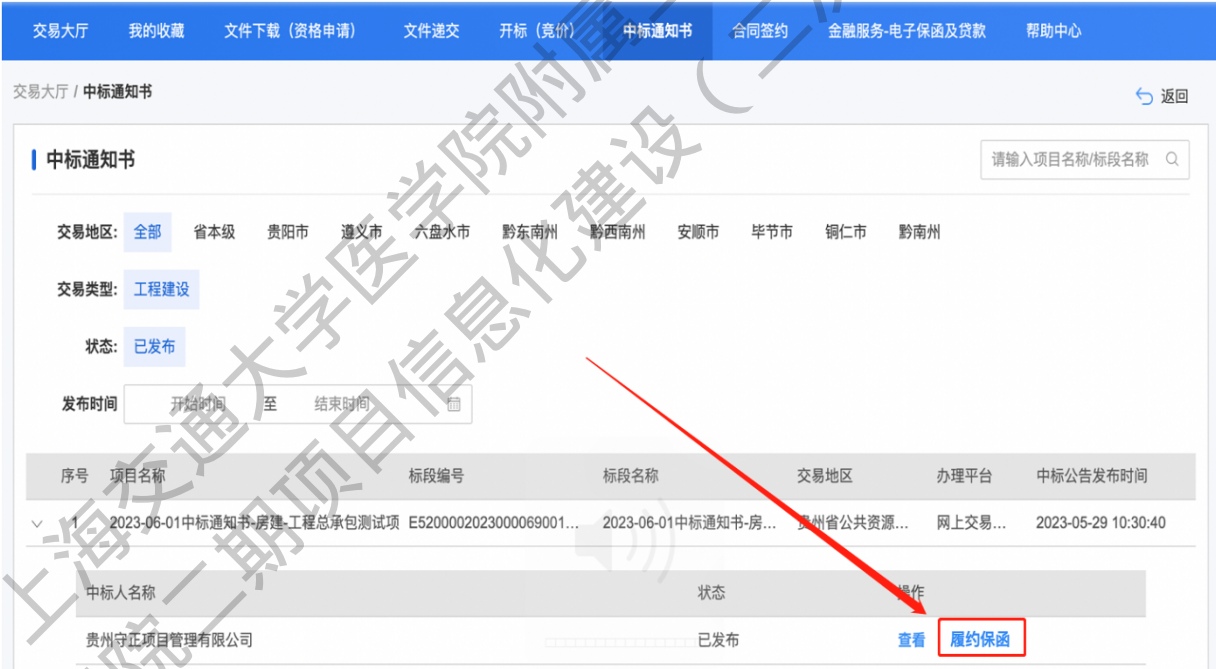 交易大厅 我的收藏 文件下载（资格申请） 文件递交 开标（竞价） 中标通知书 合同签约 金融服务-电子保函及贷款 帮助中心
交易大厅 / 中标通知书 返回
中标通知书 请输入项目名称/标段名称
交易地区: 全部 省本级 贵阳市 遵义市 六盘水市 黔东南州 黔西南州 安顺市 毕节市 铜仁市 黔南州
交易类型: 工程建设
状态: 已发布
发布时间 开始时间 至 结束时间
序号 项目名称 标段编号 标段名称 交易地区 办理平台 中标公告发布时间
1 2023-06-01中标通知书-房建-工程总承包测试项 E5200002023000069001... 2023-06-01中标通知书-房... 贵州省公共资源... 网上交易... 2023-05-29 10:30:40
中标人名称 状态 操作
贵州守正项目管理有限公司 已发布 查看 履约保函
上海交通大学医学院附属
院二期项目信息化建设（二